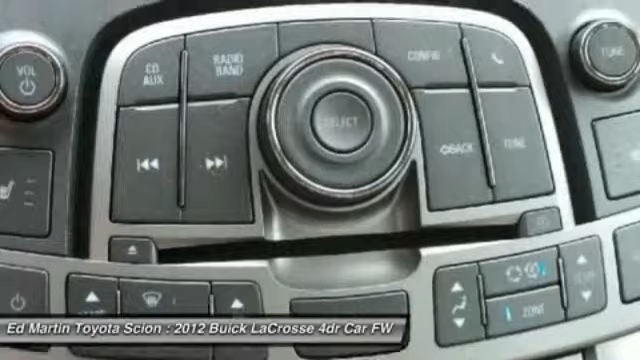 VOL
CD
AUX
RADIO
BAND
CONFIG
TUNE
SELECT
BACK
TONE
ZONE
Ed Martin Toyota Scion : 2012 Buick LaCrosse 4dr Car FW